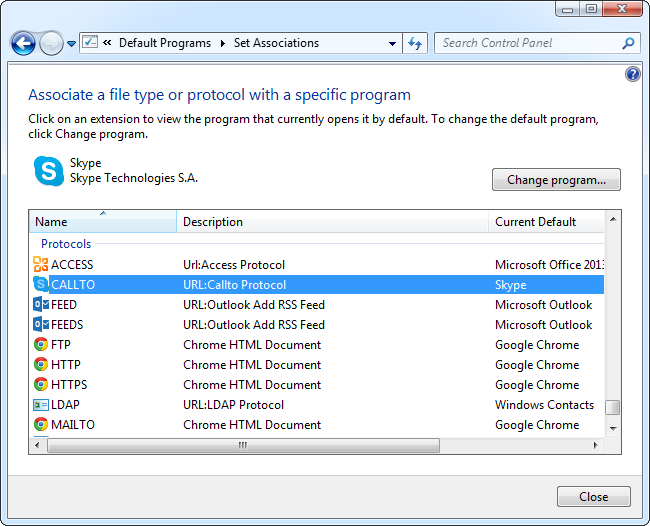 « Default Programs ▸ Set Associations
Search Control Panel
Associate a file type or protocol with a specific program
Click on an extension to view the program that currently opens it by default. To change the default program,
click Change program.
Skype
Skype Technologies S.A.
Change program...
Name Description Current Default
Protocols
ACCESS Url:Access Protocol Microsoft Office 2013
CALLTO URL:Callto Protocol Skype
FEED URL:Outlook Add RSS Feed Microsoft Outlook
FEEDS URL:Outlook Add RSS Feed Microsoft Outlook
FTP Chrome HTML Document Google Chrome
HTTP Chrome HTML Document Google Chrome
HTTPS Chrome HTML Document Google Chrome
LDAP URL:LDAP Protocol Windows Contacts
MAILTO Chrome HTML Document Google Chrome
Close